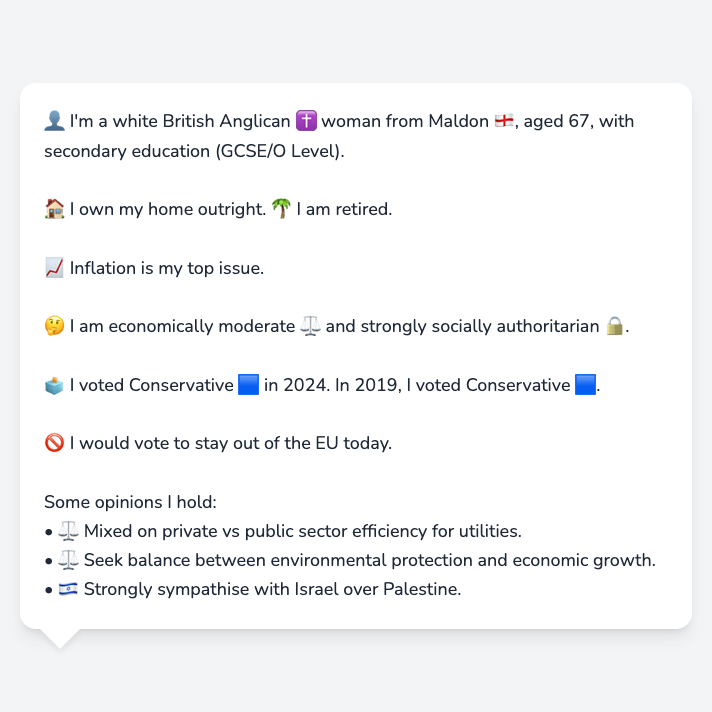 👤 I'm a white British Anglican ✝️ woman from Maldon 🏴󠁧󠁢󠁥󠁮󠁧󠁿, aged 67, with
secondary education (GCSE/O Level).
🏠 I own my home outright. 🌴 I am retired.
📈 Inflation is my top issue.
🤔 I am economically moderate ⚖️ and strongly socially authoritarian 🔒.
🗳️ I voted Conservative 🟦 in 2024. In 2019, I voted Conservative 🟦.
🚫 I would vote to stay out of the EU today.
Some opinions I hold:
• ⚖️ Mixed on private vs public sector efficiency for utilities.
• ⚖️ Seek balance between environmental protection and economic growth.
• 🇮🇱 Strongly sympathise with Israel over Palestine.